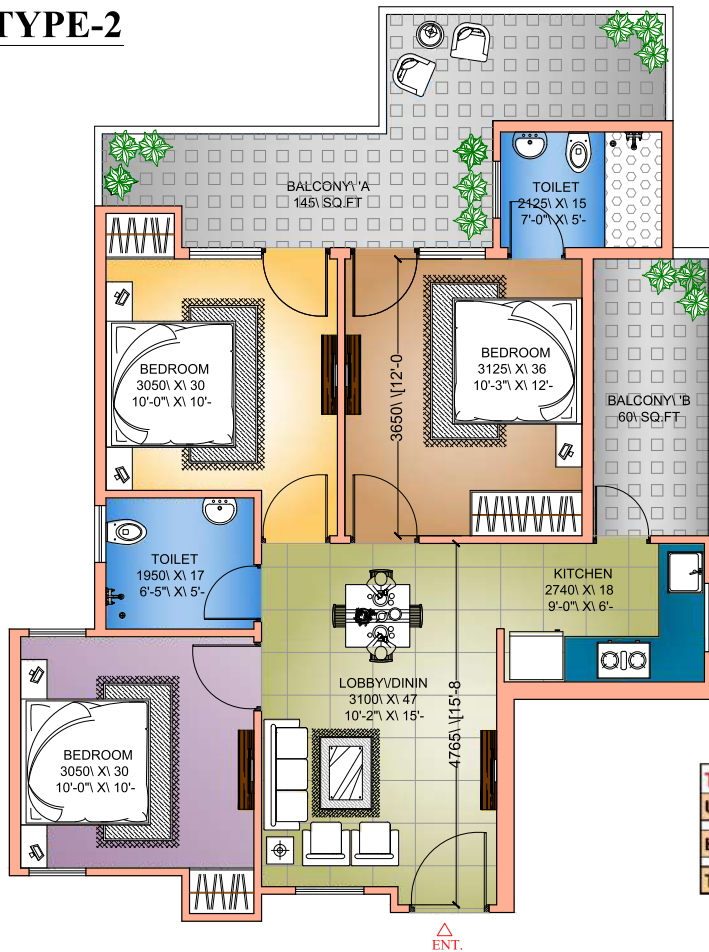 TYPE-2
BALCONY\ 'A
145\ SQ.FT
TOILET
2125\ X\ 15
7'-0"\ X\ 5'-
BEDROOM
3050\ X\ 30
10'-0"\ X\ 10'-
BEDROOM
3125\ X\ 36
10'-3"\ X\ 12'-
3650\ \[12'-0
BALCONY\ 'B
60\ SQ.FT
TOILET
1950\ X\ 17
6'-5"\ X\ 5'-
KITCHEN
2740\ X\ 18
9'-0"\ X\ 6'-
LOBBY\/DININ
3100\ X\ 47
10'-2"\ X\ 15'-
4765\ \[15'-8
BEDROOM
3050\ X\ 30
10'-0"\ X\ 10'-
ENT.